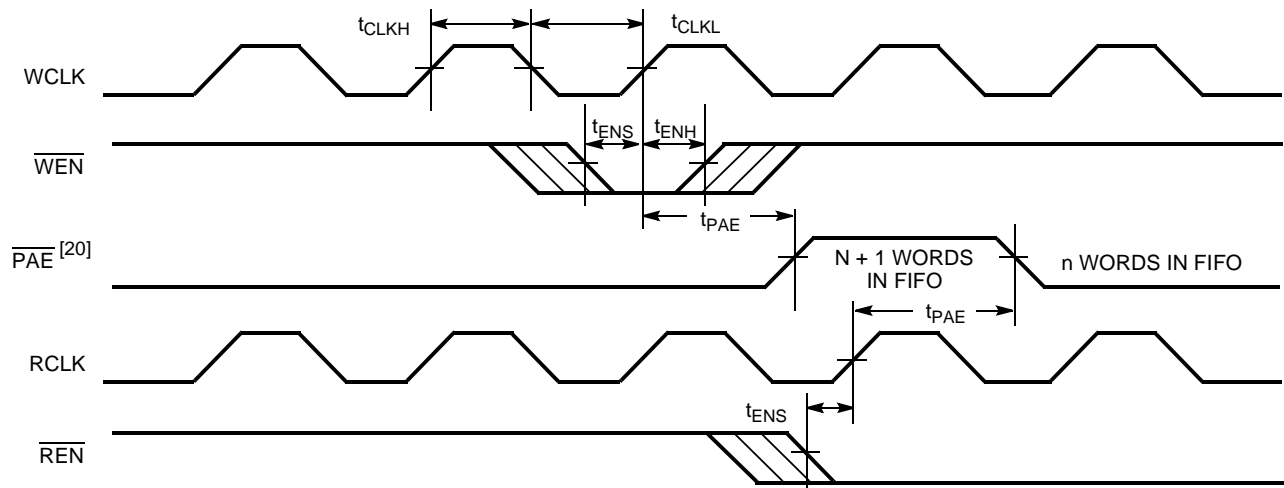 tCLKH
tCLKL
WCLK
tENS
tENH
WEN
tPAE
PAE [20]
N + 1 WORDS
IN FIFO
n WORDS IN FIFO
tPAE
RCLK
tENS
REN